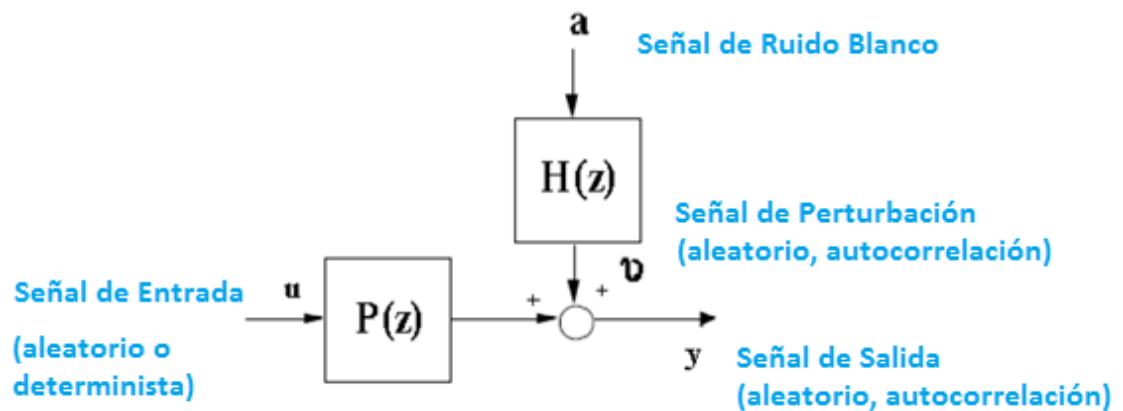 a
Señal de Ruido Blanco
H(z)
Señal de Perturbación
(aleatorio, autocorrelación)
υ
Señal de Entrada
u
P(z)
+
+
(aleatorio o
determinista)
y
Señal de Salida
(aleatorio, autocorrelación)